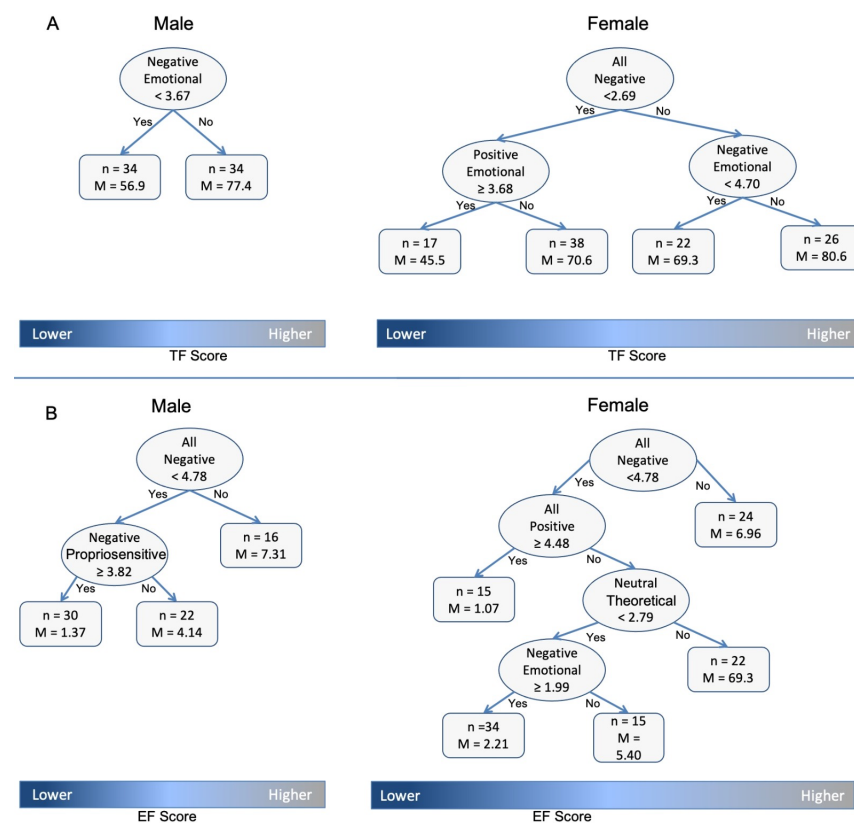 A
Male
Female
Negative
Emotional
< 3.67
Yes
No
n = 34
M = 56.9
n = 34
M = 77.4
All
Negative
<2.69
Yes
No
Positive
Emotional
≥ 3.68
Yes
No
Negative
Emotional
< 4.70
Yes
No
n = 17
M = 45.5
n = 38
M = 70.6
n = 22
M = 69.3
n = 26
M = 80.6
Lower
Higher
TF Score
Lower
Higher
TF Score
B
Male
Female
All
Negative
< 4.78
Yes
No
Negative
Propriosensitive
≥ 3.82
Yes
No
n = 16
M = 7.31
n = 30
M = 1.37
n = 22
M = 4.14
All
Negative
<4.78
Yes
No
All
Positive
≥ 4.48
Yes
No
n = 24
M = 6.96
n = 15
M = 1.07
Neutral
Theoretical
< 2.79
Yes
No
Negative
Emotional
≥ 1.99
Yes
No
n = 22
M = 69.3
n =34
M = 2.21
n = 15
M =
5.40
Lower
Higher
EF Score
Lower
Higher
EF Score